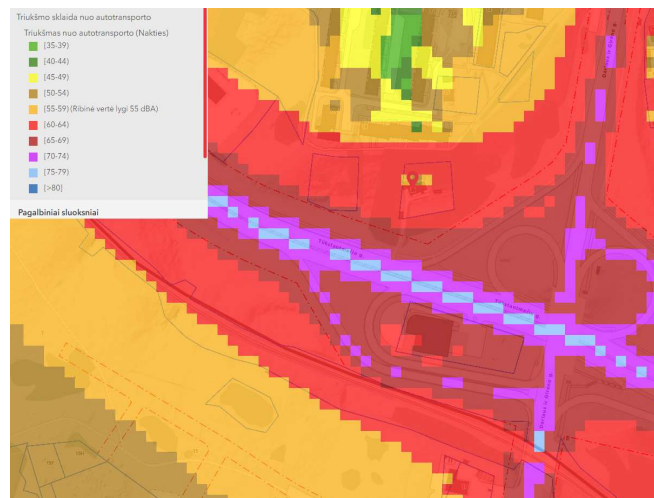 Triukšmo sklaida nuo autotransporto
Triukšmas nuo autotransporto (Nakties)
[35-39)
[40-44)
[45-49)
[50-54)
[55-59) (Ribinė vertė lygi 55 dBA)
[60-64)
[65-69)
[70-74)
[75-79)
[>80]
Pagalbiniai sluoksniai